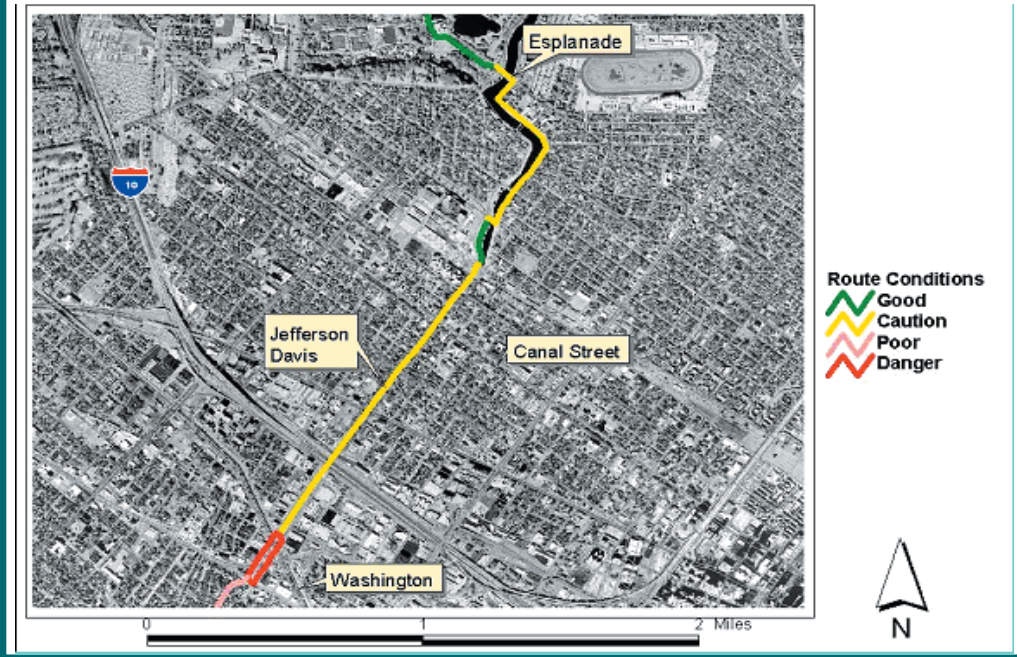 Esplanade
10
Jefferson
Davis
Canal Street
Washington
Route Conditions
Good
Caution
Poor
Danger
0 1 2 Miles
N